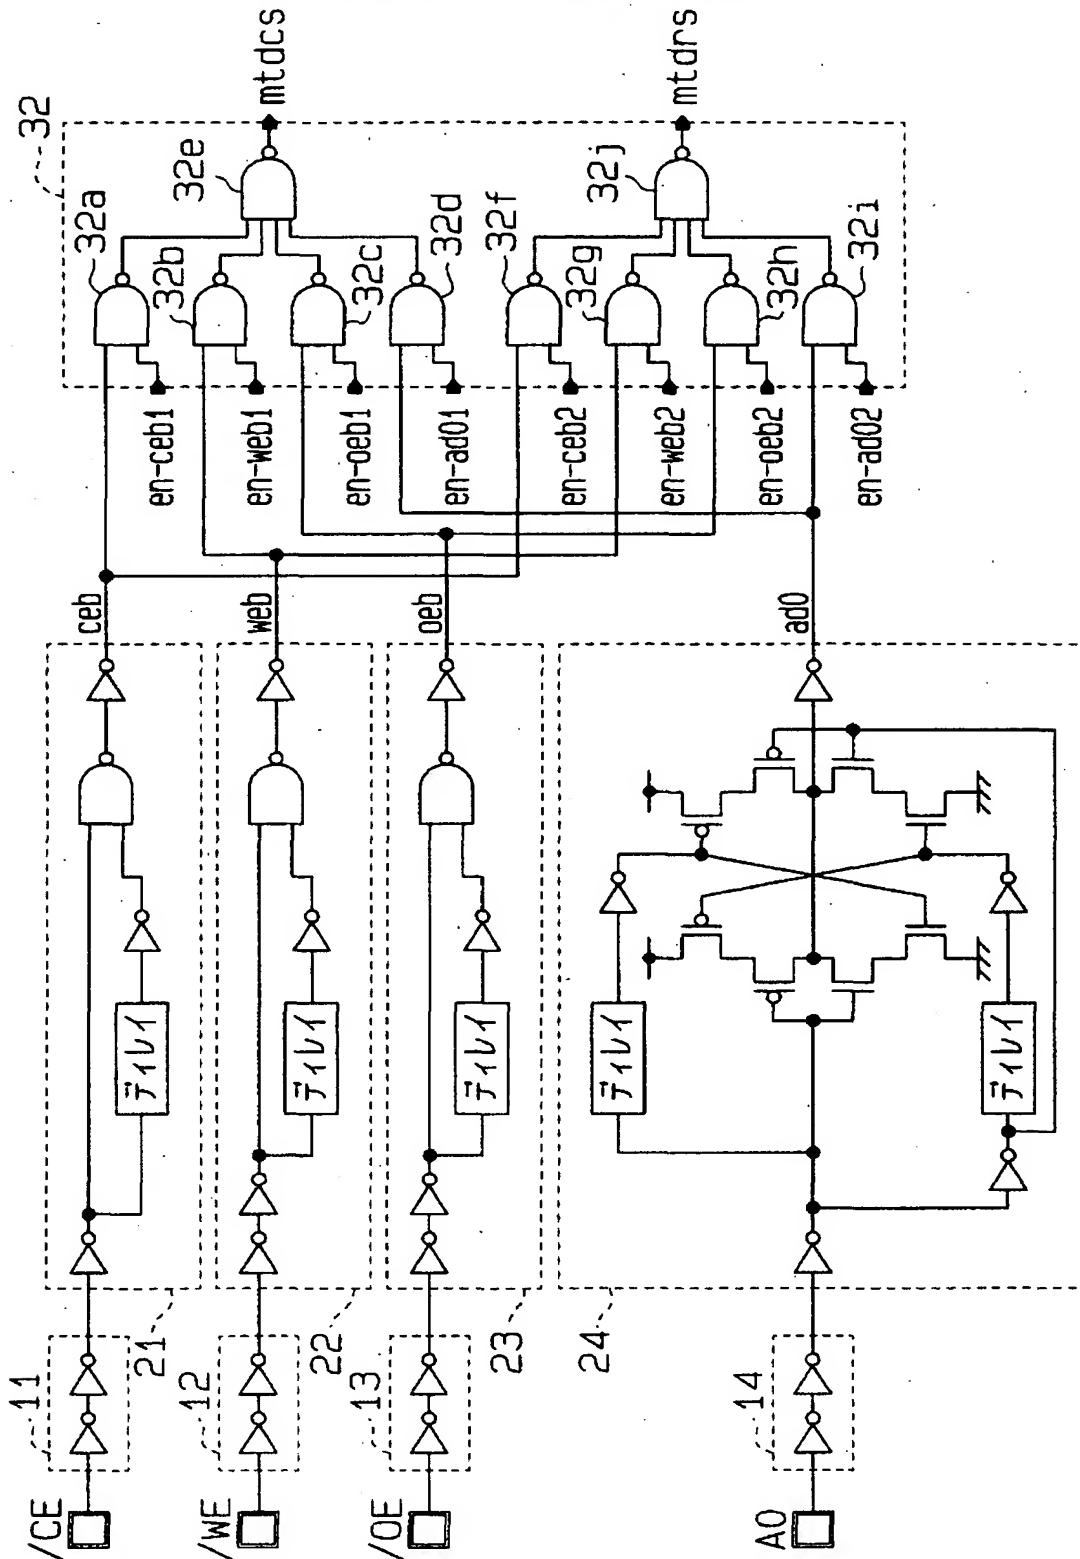 /CE
11
21
ディレイ
ceb
/WE
12
22
ディレイ
web
/OE
13
23
ディレイ
oeb
A0
14
24
ディレイ
ディレイ
ad0
32
32a
en-ceb1
32b
en-web1
32c
en-oeb1
32d
en-ad01
32e
mtdcs
32f
en-ceb2
32g
en-web2
32h
en-oeb2
32i
en-ad02
32j
mtdrs